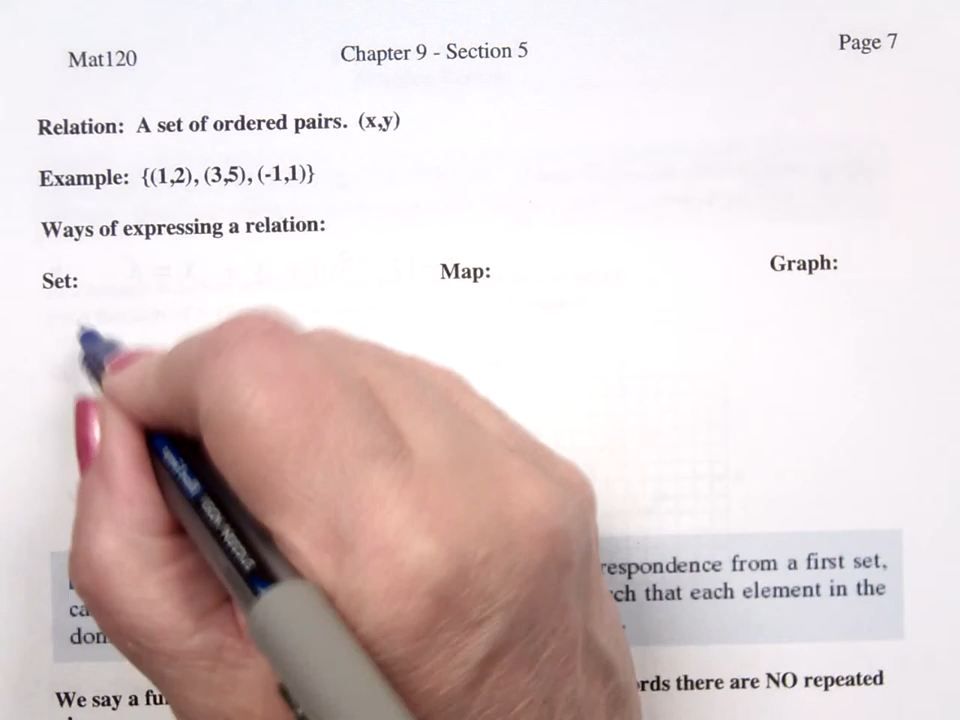 Mat120 Chapter 9 - Section 5 Page 7
Relation: A set of ordered pairs. (x,y)
Example: {(1,2), (3,5), (-1,1)}
Ways of expressing a relation:
Set: Map: Graph:
respondence from a first set,
ca ch that each element in the
don
We say a fu rds there are NO repeated